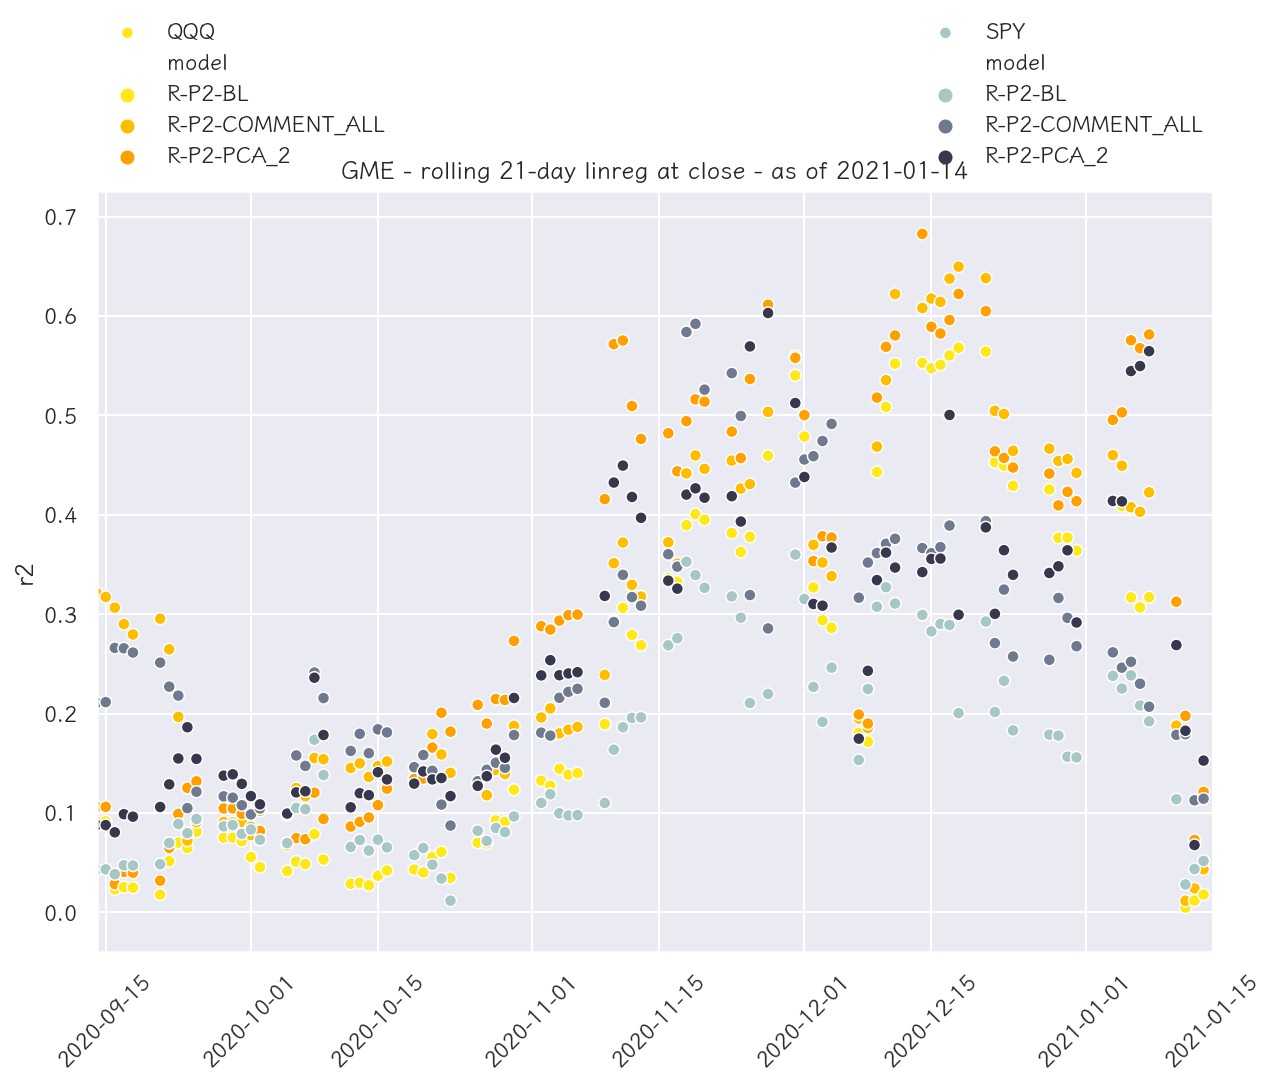 QQQ
model
R-P2-BL
R-P2-COMMENT_ALL
R-P2-PCA_2
SPY
model
R-P2-BL
R-P2-COMMENT_ALL
R-P2-PCA_2
GME - rolling 21-day linreg at close - as of 2021-01-14
0.7
0.6
0.5
0.4
0.3
0.2
0.1
0.0
r2
2020-09-15
2020-10-01
2020-10-15
2020-11-01
2020-11-15
2020-12-01
2020-12-15
2021-01-01
2021-01-15